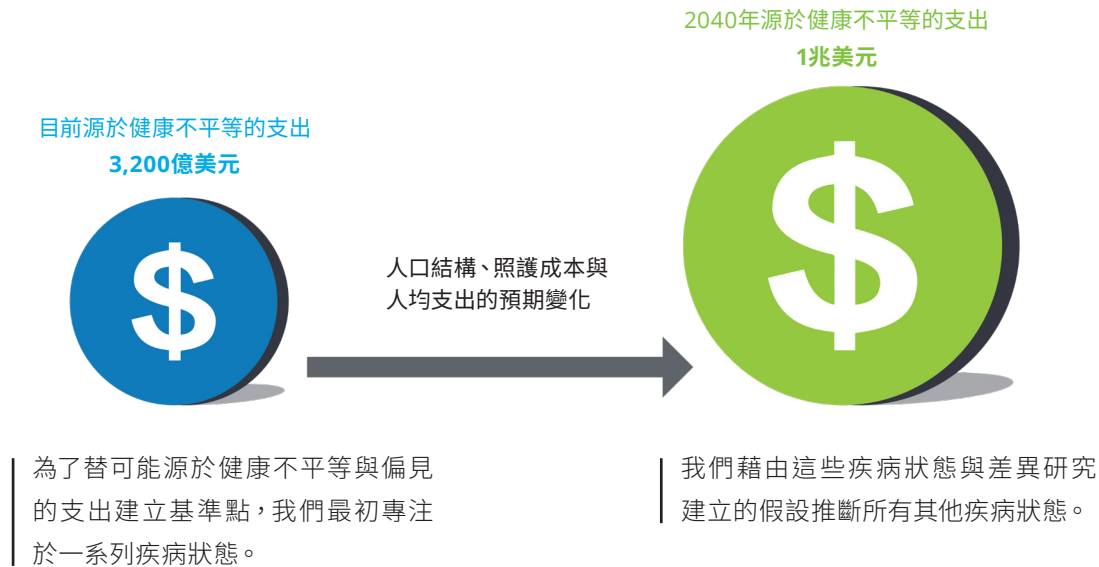 2040年源於健康不平等的支出
1兆美元
目前源於健康不平等的支出
3,200億美元
$
$
人口結構、照護成本與
人均支出的預期變化
為了替可能源於健康不平等與偏見
的支出建立基準點，我們最初專注
於一系列疾病狀態。
我們藉由這些疾病狀態與差異研究
建立的假設推斷所有其他疾病狀態。